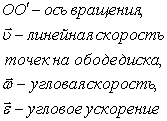 OO′ – ось вращения,
υ⃗ – линейная скорость
точек на ободе диска,
ϖ⃗ – угловая скорость,
ε⃗ – угловое ускорение